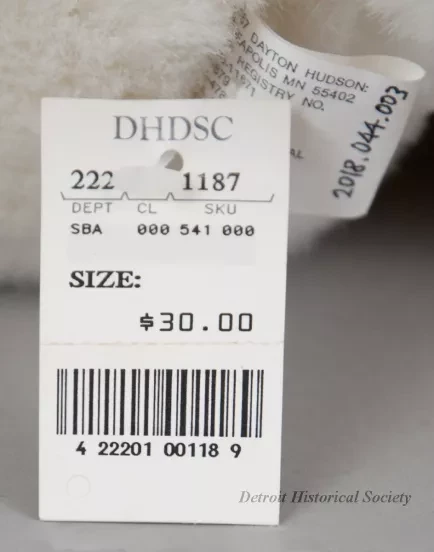 DAYTON HUDSON:
MN 55402
REGISTRY NO.
2018.044.003
DHDSC
222 1187
DEPT CL SKU
SBA 000 541 000
SIZE:
$30.00
4 22201 00118 9
Detroit Historical Society